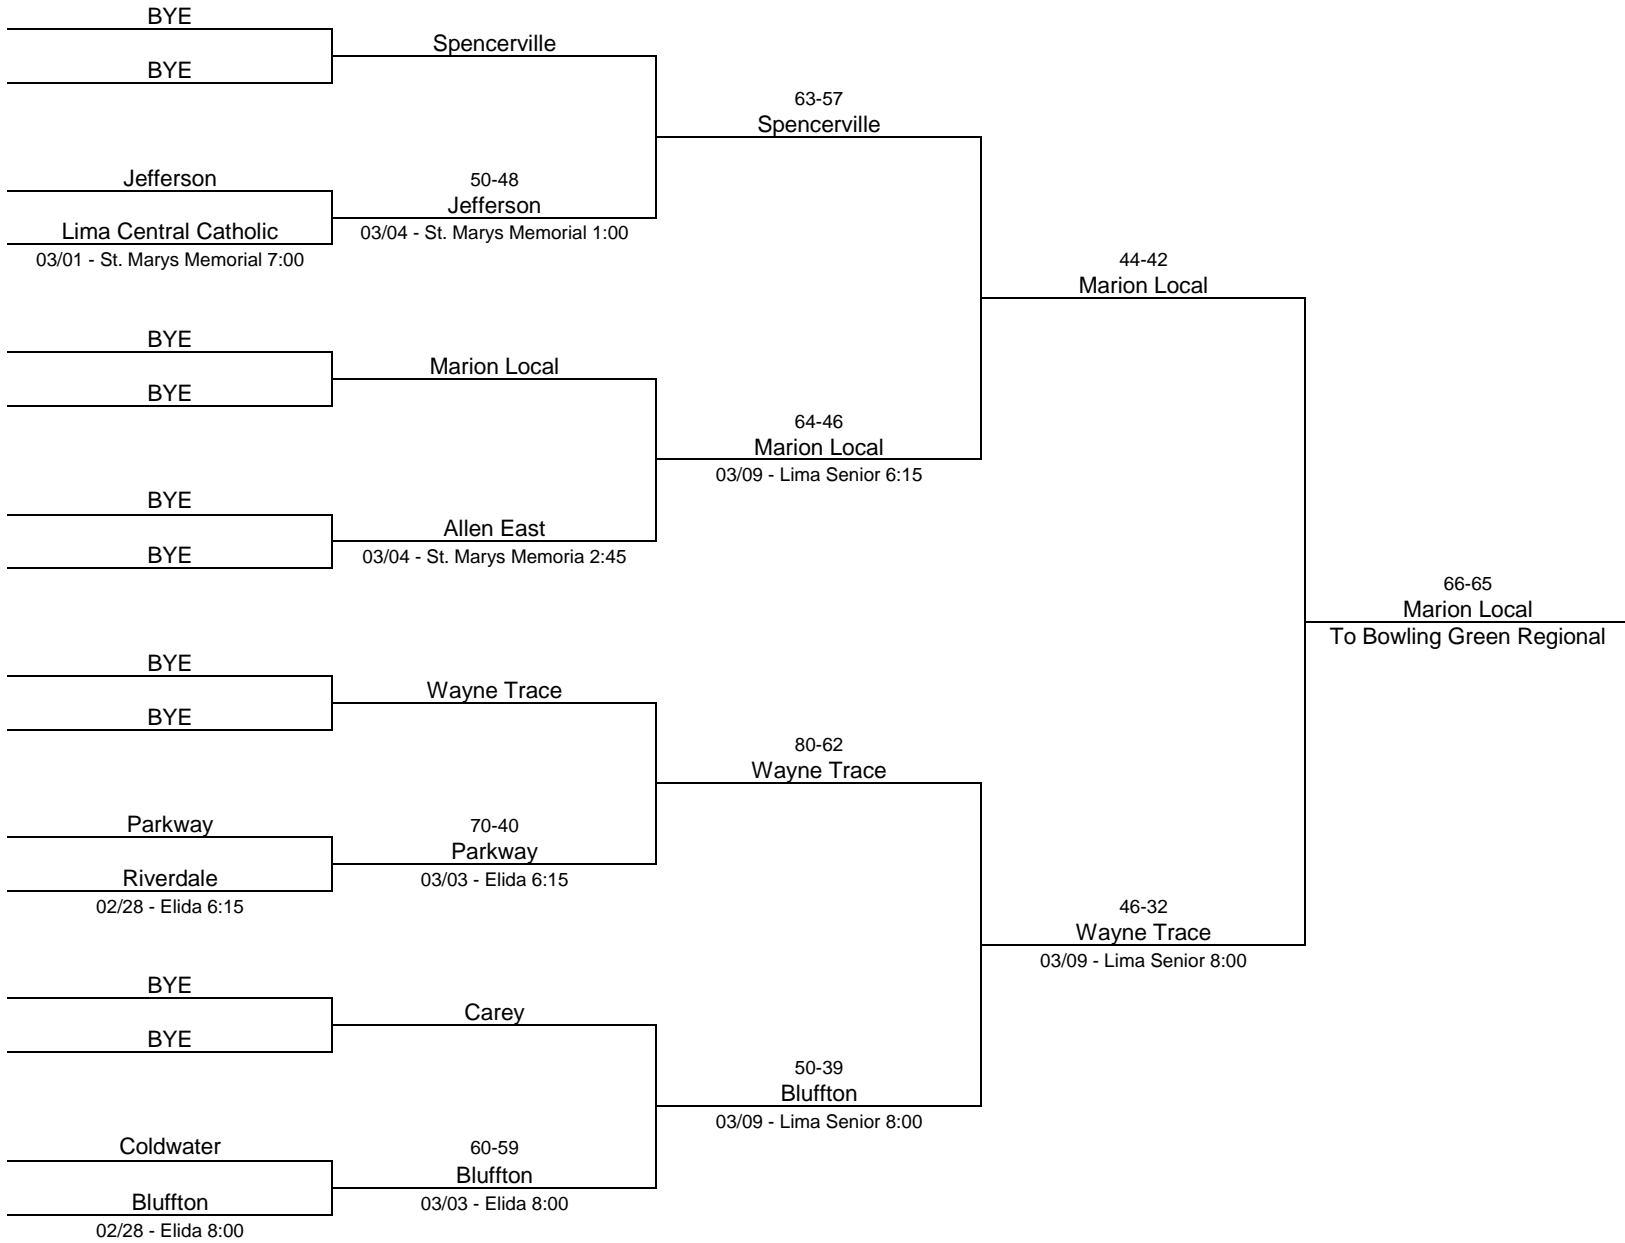 BYE
Spencerville
BYE
63-57
Spencerville
Jefferson
50-48
Jefferson
Lima Central Catholic
03/04 - St. Marys Memorial 1:00
03/01 - St. Marys Memorial 7:00
44-42
Marion Local
BYE
Marion Local
BYE
64-46
Marion Local
03/09 - Lima Senior 6:15
BYE
Allen East
BYE
03/04 - St. Marys Memoria 2:45
66-65
Marion Local
To Bowling Green Regional
BYE
Wayne Trace
BYE
80-62
Wayne Trace
Parkway
70-40
Parkway
Riverdale
03/03 - Elida 6:15
02/28 - Elida 6:15
46-32
Wayne Trace
03/09 - Lima Senior 8:00
BYE
Carey
BYE
50-39
Bluffton
03/09 - Lima Senior 8:00
Coldwater
60-59
Bluffton
Bluffton
03/03 - Elida 8:00
02/28 - Elida 8:00